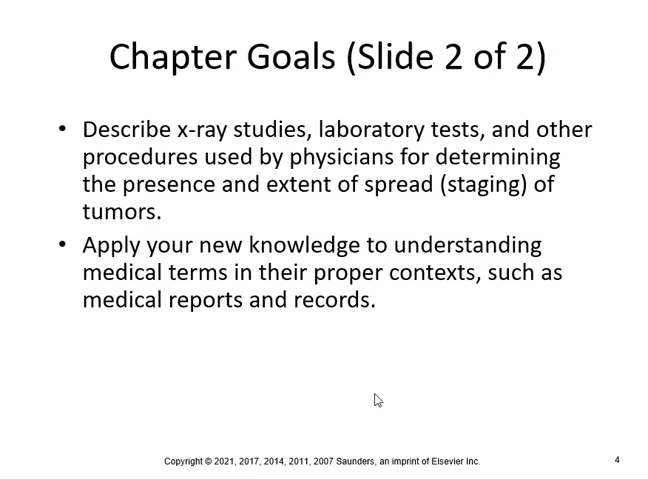 Chapter Goals (Slide 2 of 2)
• Describe x-ray studies, laboratory tests, and other
procedures used by physicians for determining
the presence and extent of spread (staging) of
tumors.
• Apply your new knowledge to understanding
medical terms in their proper contexts, such as
medical reports and records.
Copyright © 2021, 2017, 2014, 2011, 2007 Saunders, an imprint of Elsevier Inc.
4